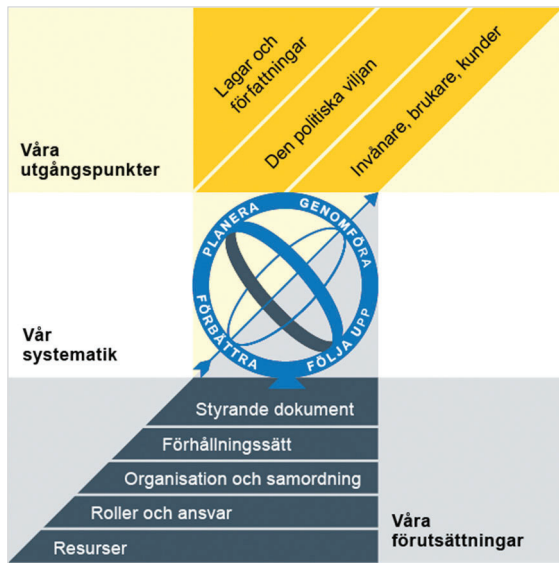 Lagar och
författningar
Den politiska viljan
Invånare, brukare, kunder
Våra
utgångspunkter
PLANERA
GENOMFÖRA
FÖRBÄTTRA
FÖLJA UPP
Vår
systematik
Styrande dokument
Förhållningssätt
Organisation och samordning
Roller och ansvar
Resurser
Våra
förutsättningar